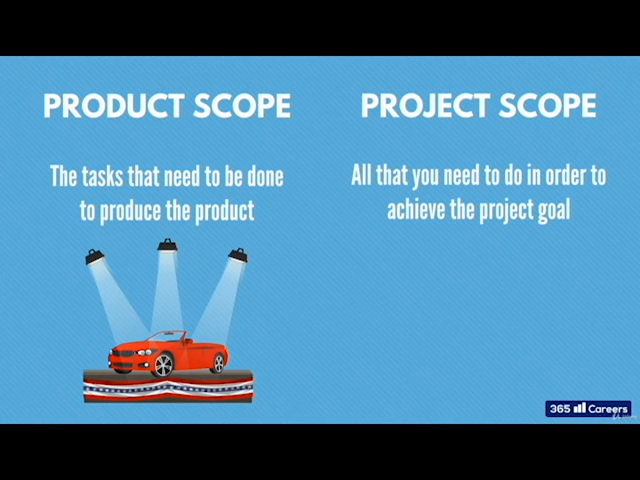 PRODUCT SCOPE
The tasks that need to be done
to produce the product
PROJECT SCOPE
All that you need to do in order to
achieve the project goal
365 Careers